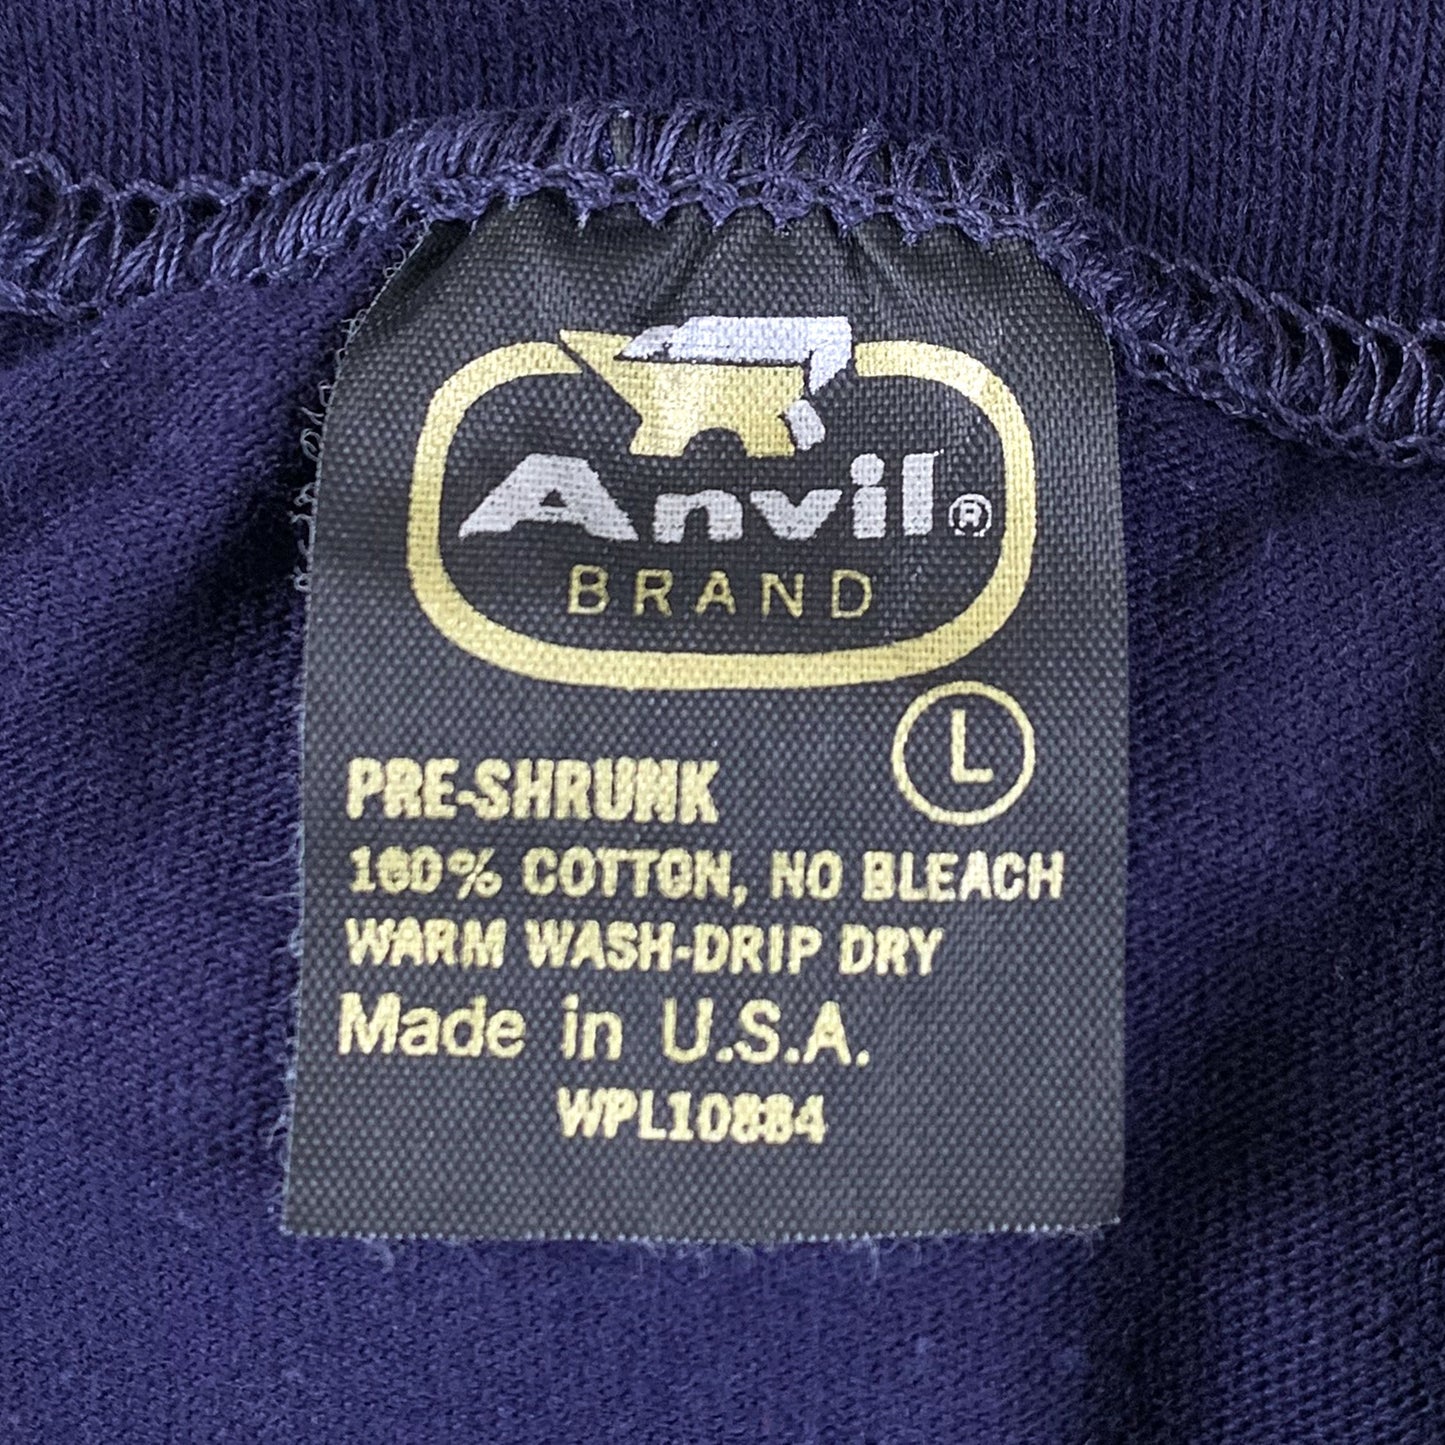 Anvil®
BRAND
L
PRE-SHRUNK
100% COTTON, NO BLEACH
WARM WASH-DRIP DRY
Made in U.S.A.
WPL10884